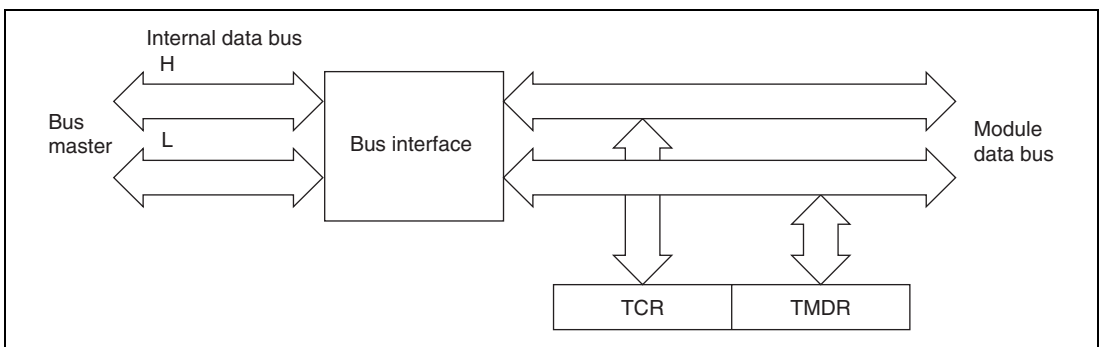 Internal data bus
H
Bus
master
L
Bus interface
Module
data bus
TCR
TMDR